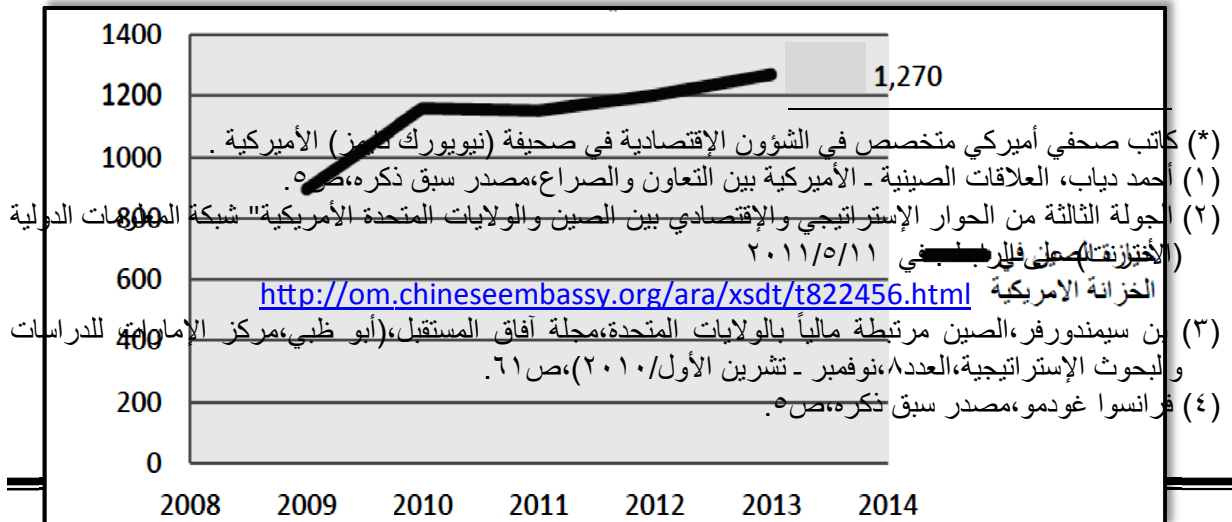 1400
1,270
1200
(*) كاتب صحفي أميركي متخصص في الشؤون الإقتصادية في صحيفة (نيويورك تايمز) الأميركية .
1000
(١) أحمد دياب، العلاقات الصينية ـ الأميركية بين التعاون والصراع،مصدر سبق ذكره،ص٥.
(٢) الجولة الثالثة من الحوار الإستراتيجي والإقتصادي بين الصين والولايات المتحدة الأمريكية" شبكة المعلومات الدولية
800
في ٢٠١١/٥/١١
600
الخزانة الامريكية
http://om.chineseembassy.org/ara/xsdt/t822456.html
(٣) بن سيمندورفر،الصين مرتبطة مالياً بالولايات المتحدة،مجلة آفاق المستقبل،(أبو ظبي،مركز الإمارات للدراسات
400
والبحوث الإستراتيجية،العدد٨،نوفمبر ـ تشرين الأول/٢٠١٠)،ص٦١.
200
(٤) فرانسوا غودمو،مصدر سبق ذكره،ص٥.
0
2008 2009 2010 2011 2012 2013 2014